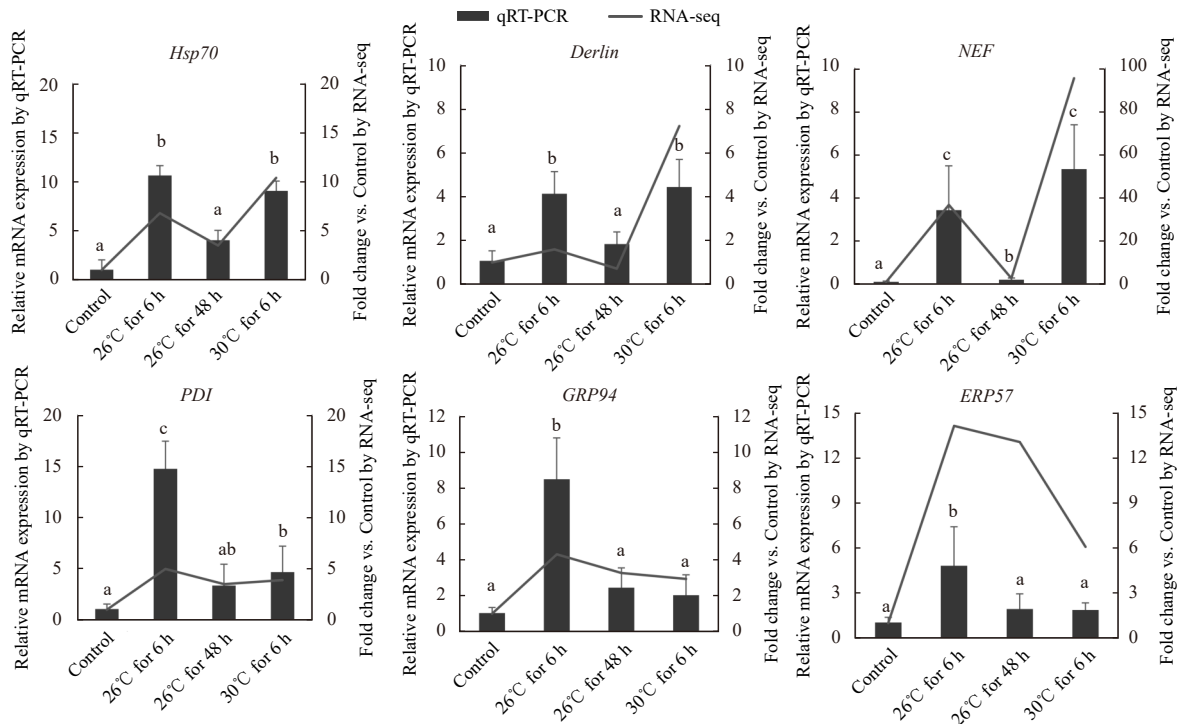 qRT-PCR RNA-seq
Hsp70
Relative mRNA expression by qRT-PCR
20
15
10
5
0
a
b
a
b
20
15
10
5
0
Fold change vs. Control by RNA-seq
Control
26℃ for 6 h
26℃ for 48 h
30℃ for 6 h
Derlin
Relative mRNA expression by qRT-PCR
10
8
6
4
2
0
a
b
a
b
10
8
6
4
2
0
Fold change vs. Control by RNA-seq
Control
26℃ for 6 h
26℃ for 48 h
30℃ for 6 h
NEF
Relative mRNA expression by qRT-PCR
10
8
6
4
2
0
a
c
b
c
100
80
60
40
20
0
Fold change vs. Control by RNA-seq
Control
26℃ for 6 h
26℃ for 48 h
30℃ for 6 h
PDI
Relative mRNA expression by qRT-PCR
20
15
10
5
0
a
c
ab
b
20
15
10
5
0
Fold change vs. Control by RNA-seq
Control
26℃ for 6 h
26℃ for 48 h
30℃ for 6 h
GRP94
Relative mRNA expression by qRT-PCR
12
10
8
6
4
2
0
a
b
a
a
12
10
8
6
4
2
0
Fold change vs. Control by RNA-seq
Control
26℃ for 6 h
26℃ for 48 h
30℃ for 6 h
ERP57
Relative mRNA expression by qRT-PCR
15
12
9
6
3
0
a
b
a
a
15
12
9
6
3
0
Fold change vs. Control by RNA-seq
Control
26℃ for 6 h
26℃ for 48 h
30℃ for 6 h